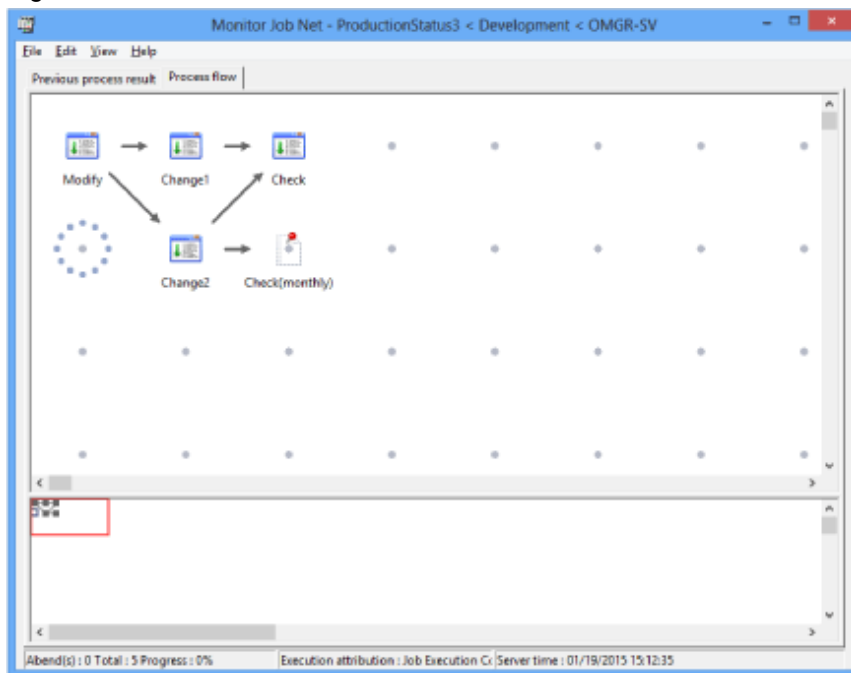 Monitor Job Net - ProductionStatus3 < Development < OMGR-SV
File Edit View Help
Previous process result Process flow
Modify Change1 Check
Change2 Check(monthly)
Abend(s) : 0 Total : 5 Progress : 0% Execution attribution : Job Execution Server time : 01/19/2015 15:12:35